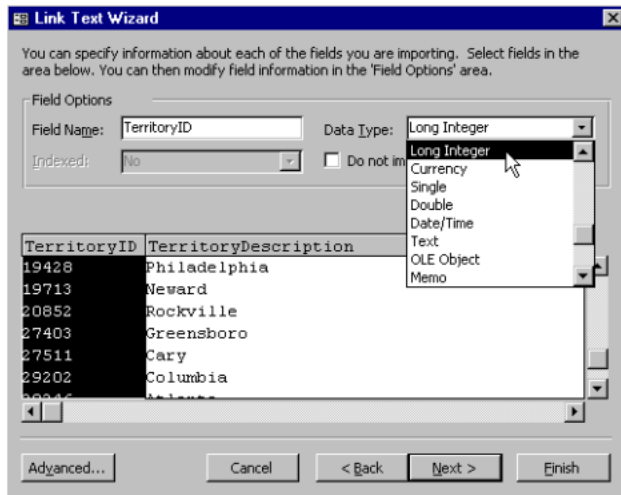 Link Text Wizard
You can specify information about each of the fields you are importing. Select fields in the
area below. You can then modify field information in the 'Field Options' area.
Field Options
Field Name: TerritoryID Data Type: Long Integer
Indexed: No Do not im
Long Integer
Currency
Single
Double
Date/Time
Text
OLE Object
Memo
TerritoryID TerritoryDescription
19428 Philadelphia
19713 Neward
20852 Rockville
27403 Greensboro
27511 Cary
29202 Columbia
Advanced... Cancel < Back Next > Finish